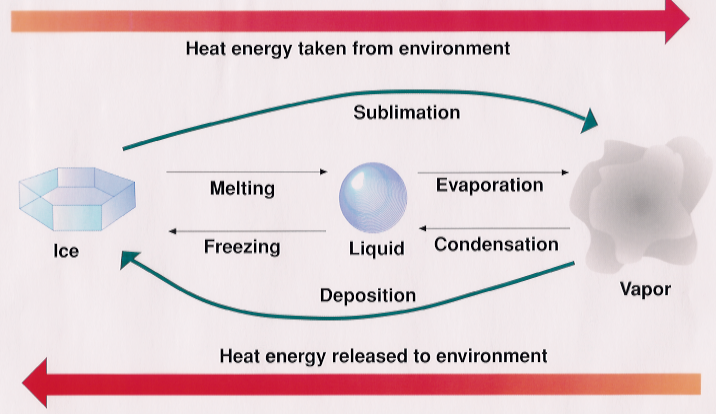 Heat energy taken from environment
Sublimation
Melting
Evaporation
Freezing
Condensation
Ice
Liquid
Vapor
Deposition
Heat energy released to environment